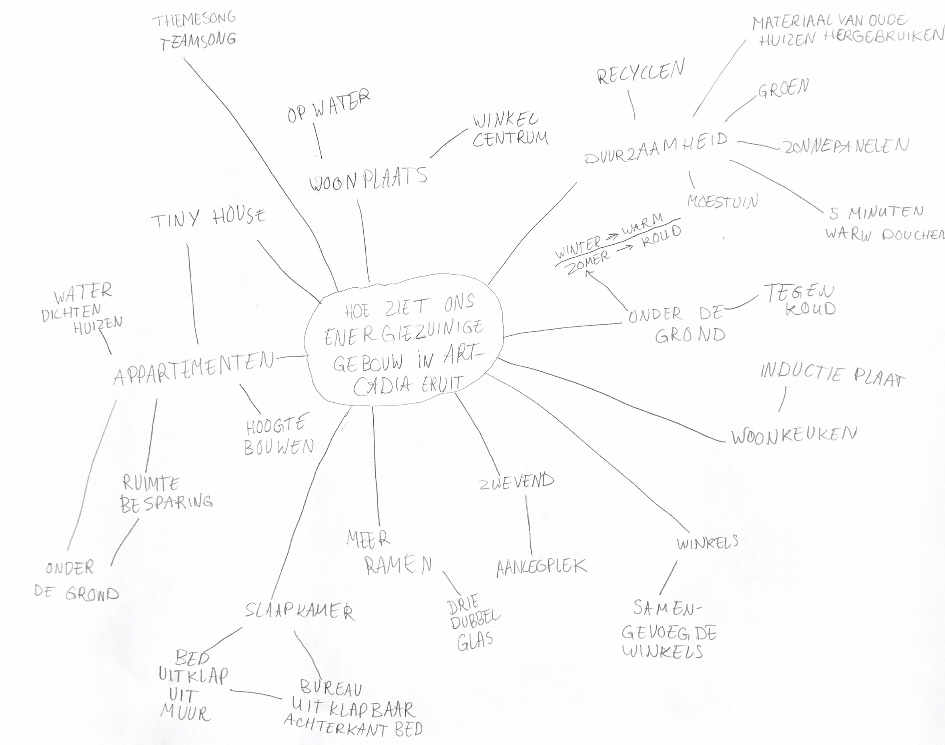 THEMESONG
TEAMSONG
MATERIAAL VAN OUDE
HUIZEN HERGEBRUIKEN
RECYCLEN
GROEN
OP WATER
WINKEL
CENTRUM
DUURZAAMHEID
ZONNEPANELEN
WOONPLAATS
MOESTUIN
5 MINUTEN
WARM DOUCHEN
TINY HOUSE
WINTER → WARM
ZOMER → KOUD
WATER
DICHTEN
HUIZEN
HOE ZIET ONS
ENERGIEZUINIGE
GEBOUW in ART-
CADIA ERUIT
ONDER DE
GROND
TEGEN
KOUD
APPARTEMENTEN
INDUCTIE PLAAT
HOOGTE
BOUWEN
WOONKEUKEN
RUIMTE
BESPARING
ZWEVEND
MEER
RAMEN
AANLEGPLEK
WINKELS
ONDER
DE GROND
SLAAPKAMER
DRIE
DUBBEL
GLAS
SAMEN-
GEVOEGDE
WINKELS
BED
UITKLAP
UIT
MUUR
BUREAU
UITKLAPBAAR
ACHTERKANT BED